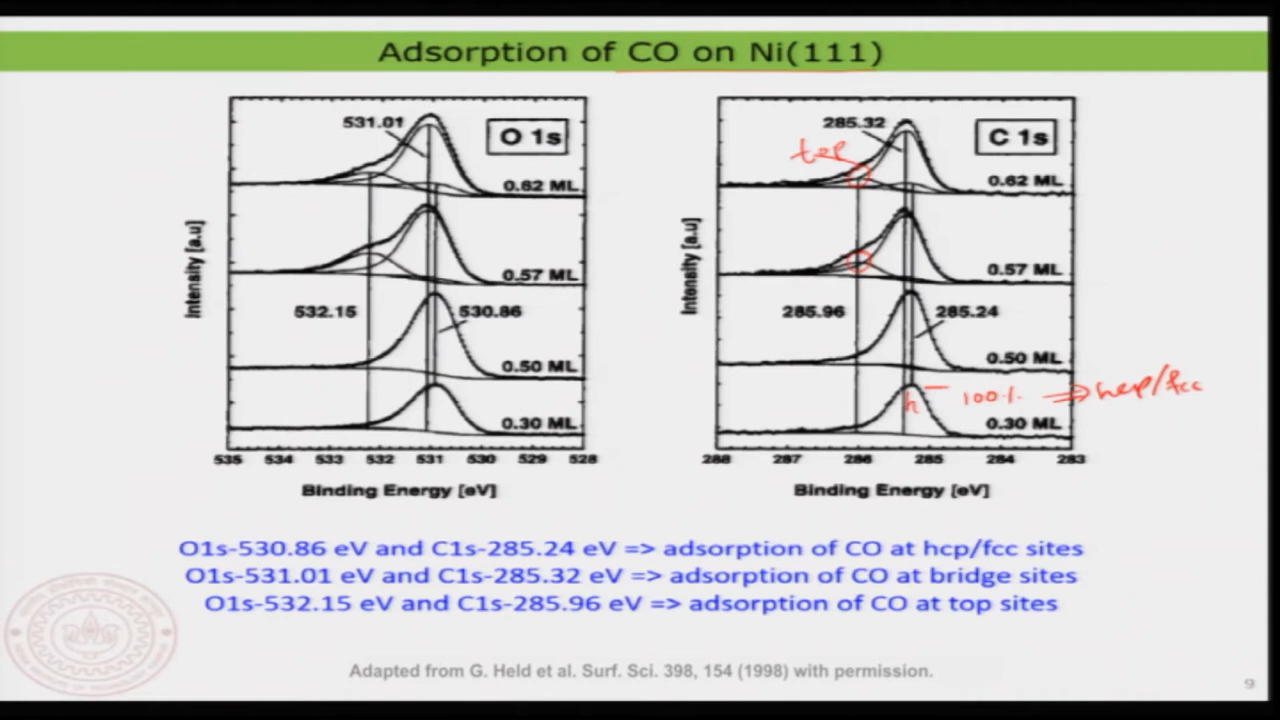 Adsorption of CO on Ni(111)
531.01
O 1s
0.62 ML
0.57 ML
532.15
530.86
0.50 ML
0.30 ML
535 534 533 532 531 530 529 528
Binding Energy [eV]
Intensity [a.u]
285.32
C 1s
top
0.62 ML
0.57 ML
285.96
285.24
0.50 ML
h 100% => hcp/fcc
0.30 ML
288 287 286 285 284 283
Binding Energy [eV]
Intensity [a.u]
O1s-530.86 eV and C1s-285.24 eV => adsorption of CO at hcp/fcc sites
O1s-531.01 eV and C1s-285.32 eV => adsorption of CO at bridge sites
O1s-532.15 eV and C1s-285.96 eV => adsorption of CO at top sites
Adapted from G. Held et al. Surf. Sci. 398, 154 (1998) with permission.
9